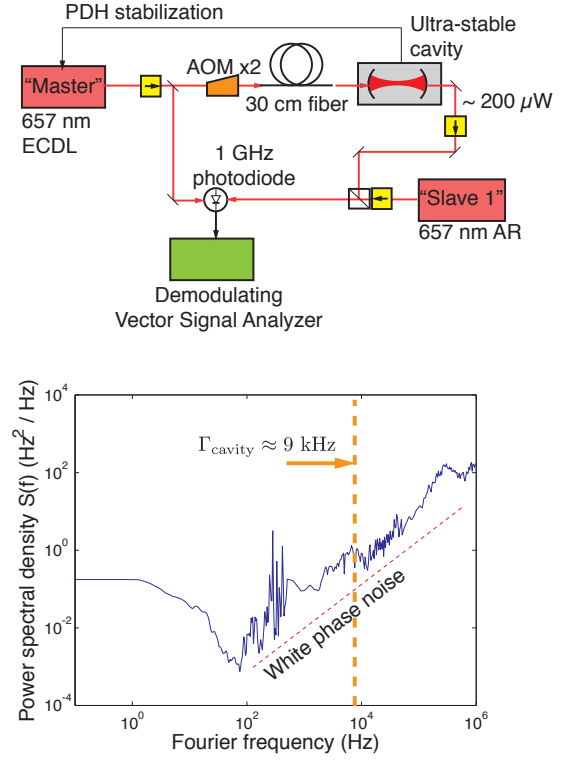 PDH stabilization
Ultra-stable
cavity
"Master"
AOM x2
~ 200 μW
657 nm
ECDL
30 cm fiber
1 GHz
photodiode
"Slave 1"
657 nm AR
Demodulating
Vector Signal Analyzer
Power spectral density S(f) (Hz² / Hz)
10⁴
10²
10⁰
10⁻²
10⁻⁴
Γcavity ≈ 9 kHz
White phase noise
10⁰ 10² 10⁴ 10⁶
Fourier frequency (Hz)